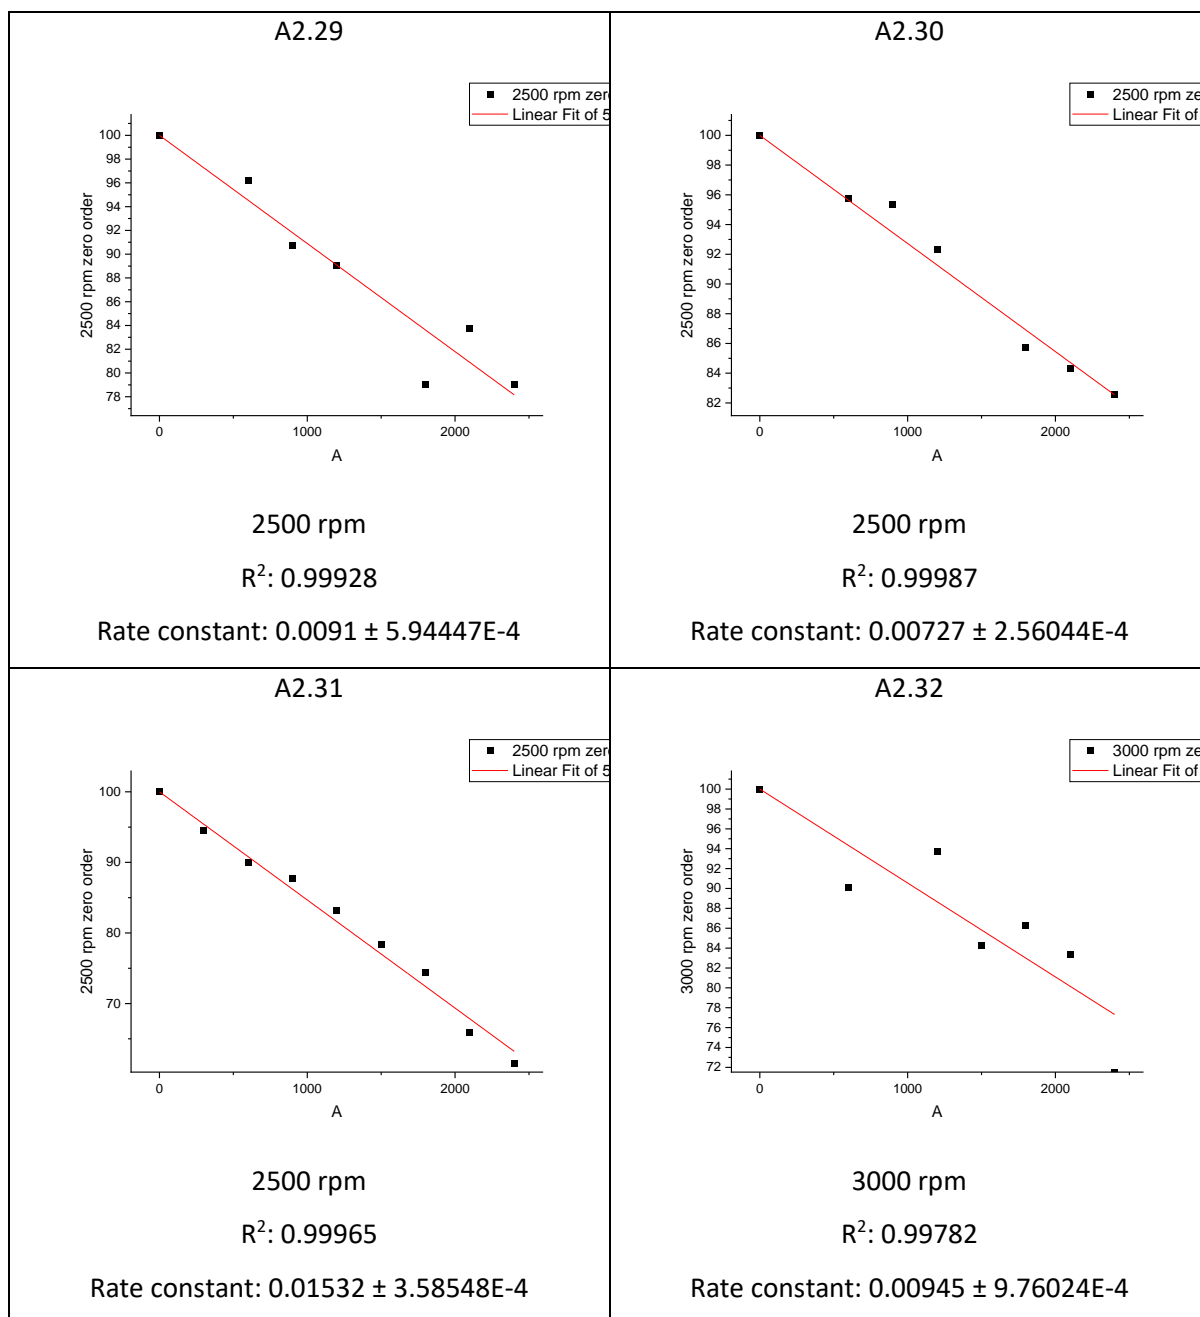 A2.29
2500 rpm zero
Linear Fit of 5
100
98
96
94
92
90
88
86
84
82
80
78
2500 rpm zero order
0
1000
2000
A
2500 rpm
R²: 0.99928
Rate constant: 0.0091 ± 5.94447E-4
A2.30
2500 rpm ze
Linear Fit of
100
98
96
94
92
90
88
86
84
82
2500 rpm zero order
0
1000
2000
A
2500 rpm
R²: 0.99987
Rate constant: 0.00727 ± 2.56044E-4
A2.31
2500 rpm zer
Linear Fit of 5
100
90
80
70
2500 rpm zero order
0
1000
2000
A
2500 rpm
R²: 0.99965
Rate constant: 0.01532 ± 3.58548E-4
A2.32
3000 rpm ze
Linear Fit of
100
98
96
94
92
90
88
86
84
82
80
78
76
74
72
3000 rpm zero order
0
1000
2000
A
3000 rpm
R²: 0.99782
Rate constant: 0.00945 ± 9.76024E-4